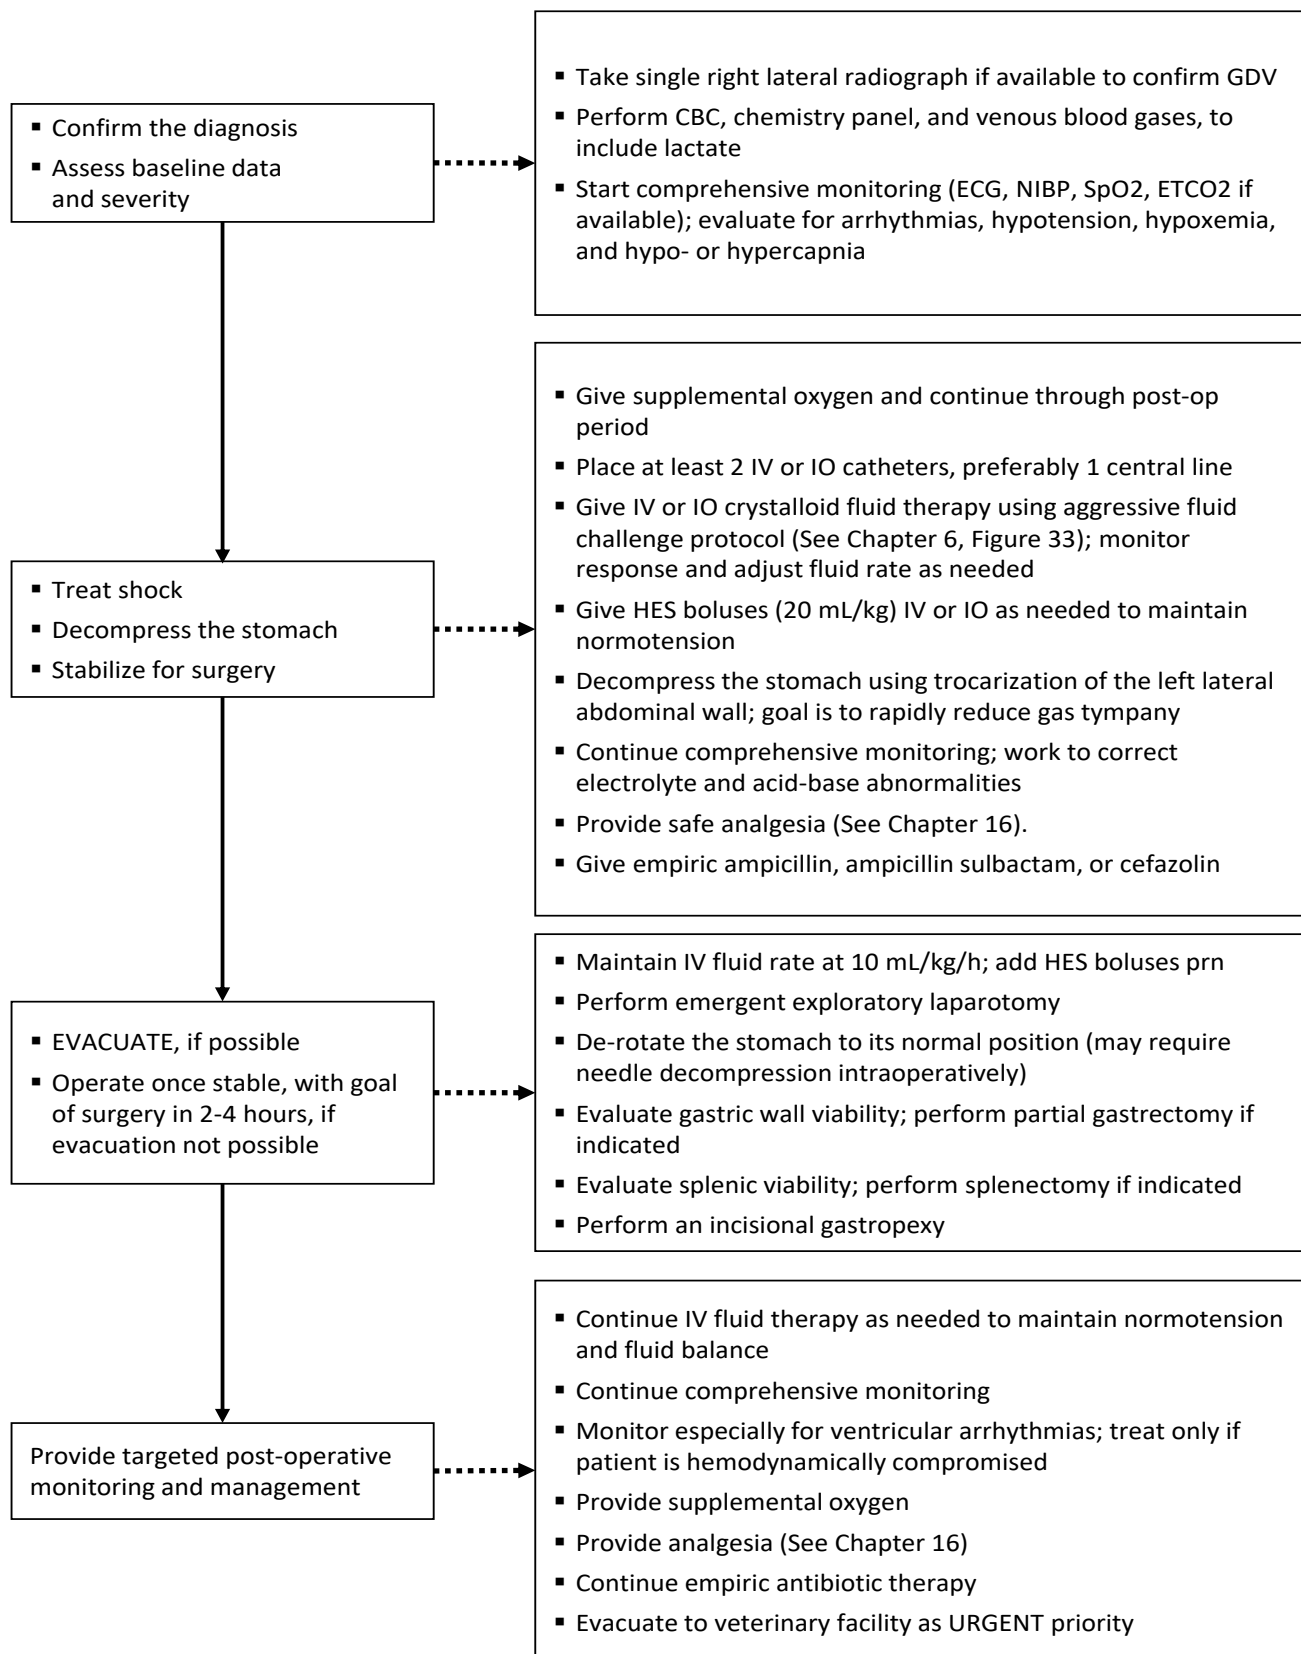 ▪ Confirm the diagnosis
▪ Assess baseline data
and severity
▪ Take single right lateral radiograph if available to confirm GDV
▪ Perform CBC, chemistry panel, and venous blood gases, to
include lactate
▪ Start comprehensive monitoring (ECG, NIBP, SpO2, ETCO2 if
available); evaluate for arrhythmias, hypotension, hypoxemia,
and hypo- or hypercapnia
▪ Treat shock
▪ Decompress the stomach
▪ Stabilize for surgery
▪ Give supplemental oxygen and continue through post-op
period
▪ Place at least 2 IV or IO catheters, preferably 1 central line
▪ Give IV or IO crystalloid fluid therapy using aggressive fluid
challenge protocol (See Chapter 6, Figure 33); monitor
response and adjust fluid rate as needed
▪ Give HES boluses (20 mL/kg) IV or IO as needed to maintain
normotension
▪ Decompress the stomach using trocarization of the left lateral
abdominal wall; goal is to rapidly reduce gas tympany
▪ Continue comprehensive monitoring; work to correct
electrolyte and acid-base abnormalities
▪ Provide safe analgesia (See Chapter 16).
▪ Give empiric ampicillin, ampicillin sulbactam, or cefazolin
▪ EVACUATE, if possible
▪ Operate once stable, with goal
of surgery in 2-4 hours, if
evacuation not possible
▪ Maintain IV fluid rate at 10 mL/kg/h; add HES boluses prn
▪ Perform emergent exploratory laparotomy
▪ De-rotate the stomach to its normal position (may require
needle decompression intraoperatively)
▪ Evaluate gastric wall viability; perform partial gastrectomy if
indicated
▪ Evaluate splenic viability; perform splenectomy if indicated
▪ Perform an incisional gastropexy
Provide targeted post-operative
monitoring and management
▪ Continue IV fluid therapy as needed to maintain normotension
and fluid balance
▪ Continue comprehensive monitoring
▪ Monitor especially for ventricular arrhythmias; treat only if
patient is hemodynamically compromised
▪ Provide supplemental oxygen
▪ Provide analgesia (See Chapter 16)
▪ Continue empiric antibiotic therapy
▪ Evacuate to veterinary facility as URGENT priority